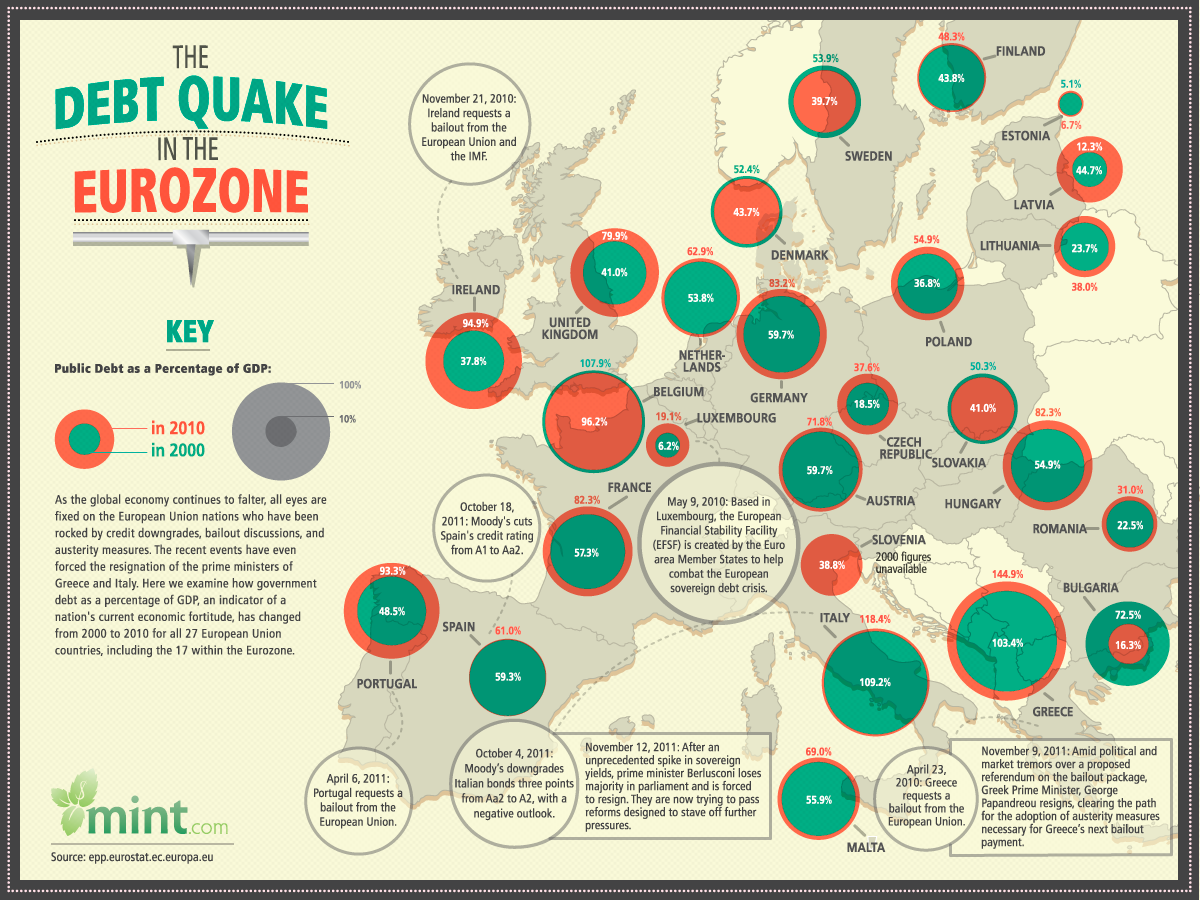 THE
DEBT QUAKE
IN THE
EUROZONE
KEY
Public Debt as a Percentage of GDP:
in 2010
in 2000
100%
10%
As the global economy continues to falter, all eyes are
fixed on the European Union nations who have been
rocked by credit downgrades, bailout discussions, and
austerity measures. The recent events have even
forced the resignation of the prime ministers of
Greece and Italy. Here we examine how government
debt as a percentage of GDP, an indicator of a
nation's current economic fortitude, has changed
from 2000 to 2010 for all 27 European Union
countries, including the 17 within the Eurozone.
mint.com
Source: epp.eurostat.ec.europa.eu
November 21, 2010:
Ireland requests a
bailout from the
European Union and
the IMF.
53.9%
39.7%
SWEDEN
48.3%
43.8%
FINLAND
5.1%
ESTONIA
6.7%
12.3%
44.7%
LATVIA
LITHUANIA
23.7%
38.0%
52.4%
43.7%
DENMARK
54.9%
36.8%
POLAND
79.9%
41.0%
UNITED
KINGDOM
62.9%
53.8%
NETHER-
LANDS
83.2%
59.7%
GERMANY
IRELAND
94.9%
37.8%
107.9%
96.2%
BELGIUM
LUXEMBOURG
19.1%
6.2%
37.6%
18.5%
CZECH
REPUBLIC
50.3%
41.0%
SLOVAKIA
82.3%
54.9%
HUNGARY
71.8%
59.7%
AUSTRIA
31.0%
22.5%
ROMANIA
FRANCE
82.3%
57.3%
October 18,
2011: Moody's cuts
Spain's credit rating
from A1 to Aa2.
May 9, 2010: Based in
Luxembourg, the European
Financial Stability Facility
(EFSF) is created by the Euro
area Member States to help
combat the European
sovereign debt crisis.
SLOVENIA
2000 figures
unavailable
38.8%
144.9%
103.4%
GREECE
BULGARIA
72.5%
16.3%
93.3%
48.5%
PORTUGAL
SPAIN
61.0%
59.3%
ITALY
118.4%
109.2%
69.0%
55.9%
MALTA
April 6, 2011:
Portugal requests a
bailout from the
European Union.
October 4, 2011:
Moody's downgrades
Italian bonds three points
from Aa2 to A2, with a
negative outlook.
November 12, 2011: After an
unprecedented spike in sovereign
yields, prime minister Berlusconi loses
majority in parliament and is forced
to resign. They are now trying to pass
reforms designed to stave off further
pressures.
April 23,
2010: Greece
requests a
bailout from the
European Union.
November 9, 2011: Amid political and
market tremors over a proposed
referendum on the bailout package,
Greek Prime Minister, George
Papandreou resigns, clearing the path
for the adoption of austerity measures
necessary for Greece's next bailout
payment.